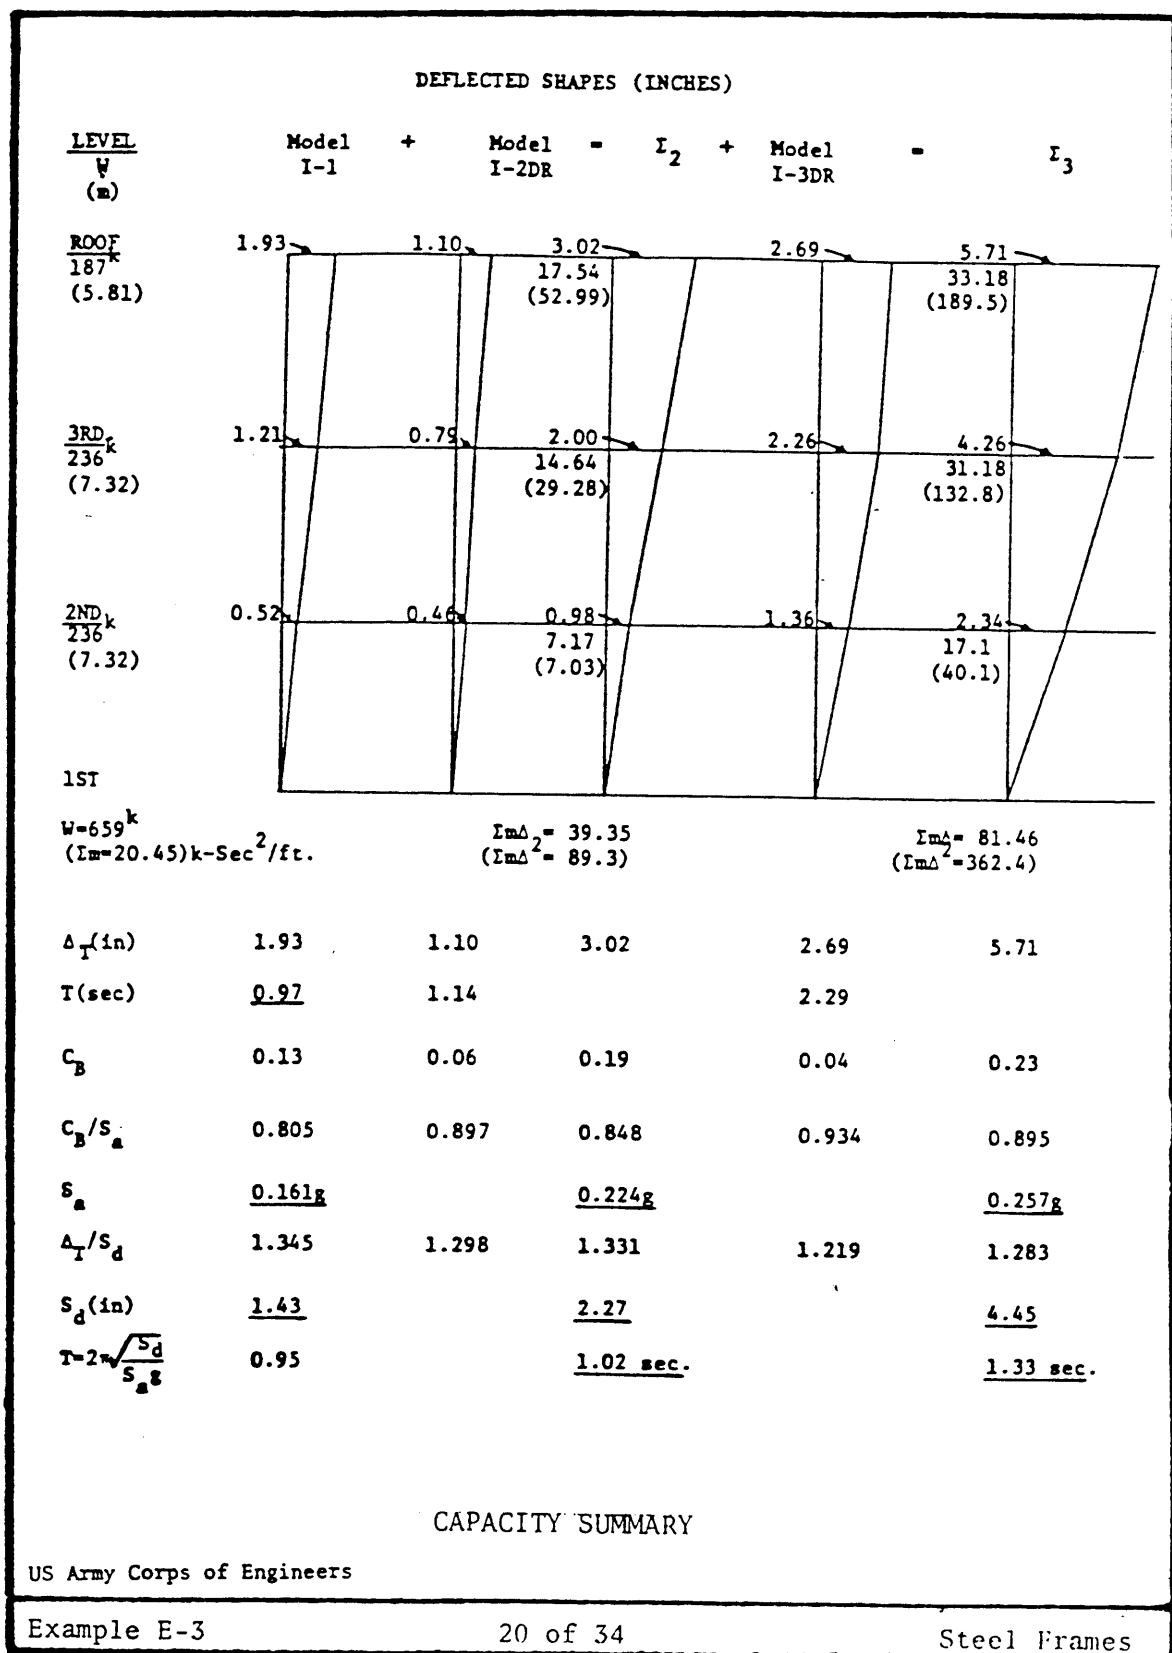 DEFLECTED SHAPES (INCHES)
LEVEL Model + Model = Σ2 + Model = Σ3
W I-1 I-2DR I-3DR
(m)
ROOF 1.93 1.10 3.02 2.69 5.71
187k 17.54 33.18
(5.81) (52.99) (189.5)
3RD 1.21 0.79 2.00 2.26 4.26
236k 14.64 31.18
(7.32) (29.28) (132.8)
2ND 0.52 0.46 0.98 1.36 2.34
236k 7.17 17.1
(7.32) (7.03) (40.1)
1ST
W=659k ΣmΔ= 39.35 ΣmΔ= 81.46
(Σm=20.45)k-Sec²/ft. (ΣmΔ²= 89.3) (ΣmΔ²=362.4)
ΔT(in) 1.93 1.10 3.02 2.69 5.71
T(sec) 0.97 1.14 2.29
CB 0.13 0.06 0.19 0.04 0.23
CB/Sa 0.805 0.897 0.848 0.934 0.895
Sa 0.161g 0.224g 0.257g
ΔT/Sd 1.345 1.298 1.331 1.219 1.283
Sd(in) 1.43 2.27 4.45
T=2π√Sd/Sag 0.95 1.02 sec. 1.33 sec.
CAPACITY SUMMARY
US Army Corps of Engineers
Example E-3 20 of 34 Steel Frames